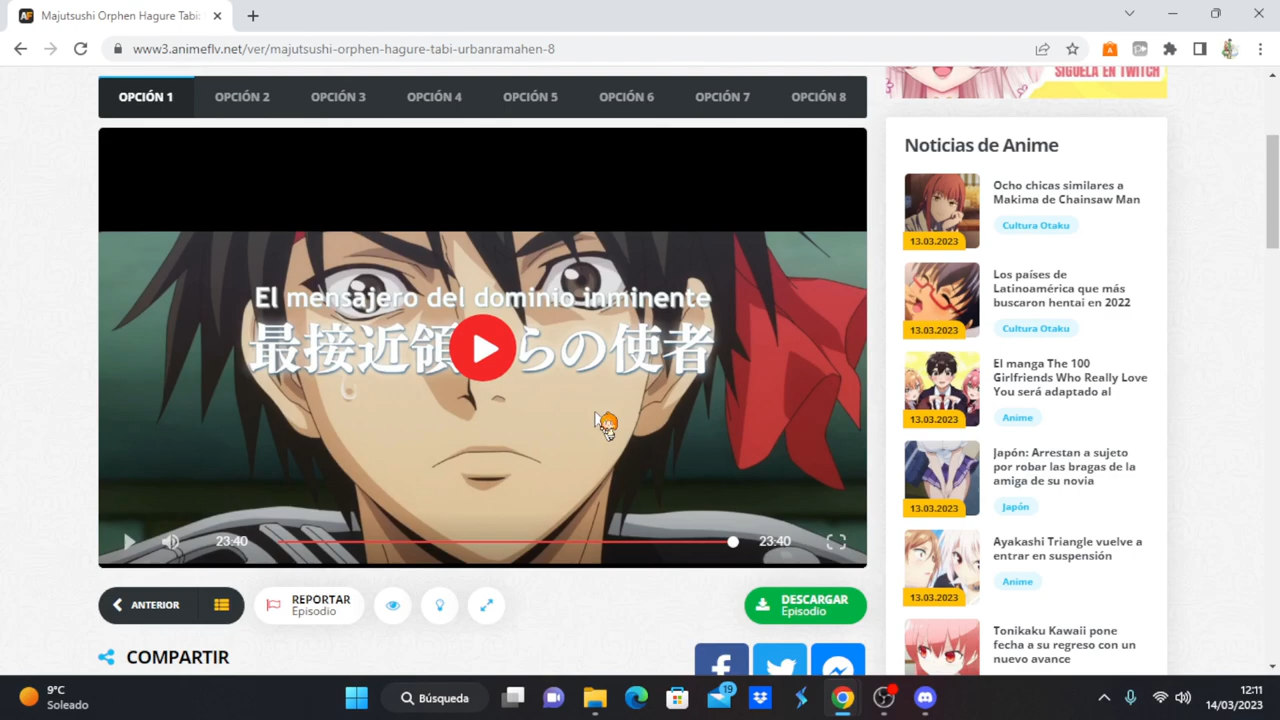 Majutsushi Orphen Hagure Tabi:
www3.animeflv.net/ver/majutsushi-orphen-hagure-tabi-urbanramahen-8
OPCIÓN 1
OPCIÓN 2
OPCIÓN 3
OPCIÓN 4
OPCIÓN 5
OPCIÓN 6
OPCIÓN 7
OPCIÓN 8
El mensajero del dominio inminente
最接近領らの使者
23:40
23:40
ANTERIOR
REPORTAR
Episodio
DESCARGAR
Episodio
COMPARTIR
SIGUELA EN TWITCH
Noticias de Anime
Ocho chicas similares a
Makima de Chainsaw Man
Cultura Otaku
13.03.2023
Los países de
Latinoamérica que más
buscaron hentai en 2022
Cultura Otaku
13.03.2023
El manga The 100
Girlfriends Who Really Love
You será adaptado al
Anime
13.03.2023
Japón: Arrestan a sujeto
por robar las bragas de la
amiga de su novia
Japón
13.03.2023
Ayakashi Triangle vuelve a
entrar en suspensión
Anime
13.03.2023
Tonikaku Kawaii pone
fecha a su regreso con un
nuevo avance
9°C
Soleado
Búsqueda
19
12:11
14/03/2023